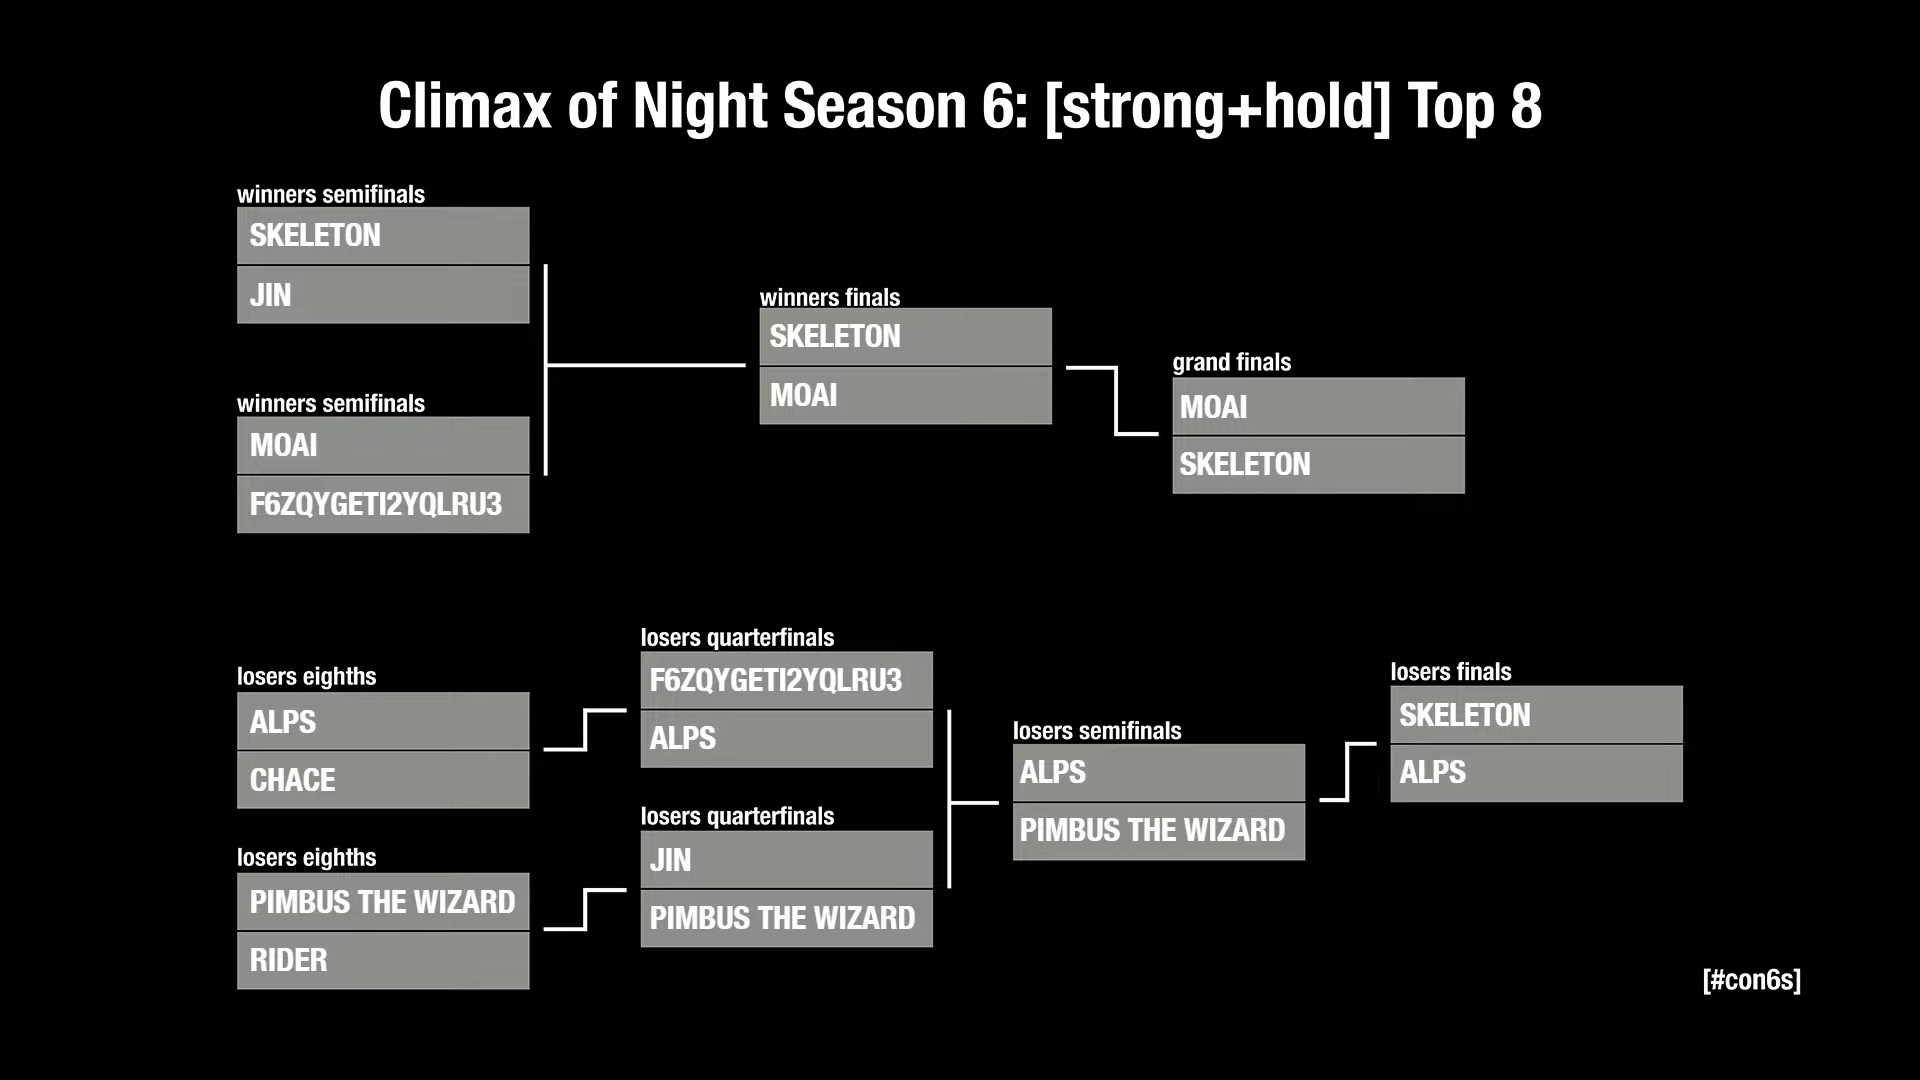 Climax of Night Season 6: [strong+hold] Top 8
winners semifinals
SKELETON
JIN
winners semifinals
MOAI
F6ZQYGETI2YQLRU3
winners finals
SKELETON
MOAI
grand finals
MOAI
SKELETON
losers eighths
ALPS
CHACE
losers eighths
PIMBUS THE WIZARD
RIDER
losers quarterfinals
F6ZQYGETI2YQLRU3
ALPS
losers quarterfinals
JIN
PIMBUS THE WIZARD
losers semifinals
ALPS
PIMBUS THE WIZARD
losers finals
SKELETON
ALPS
[#con6s]